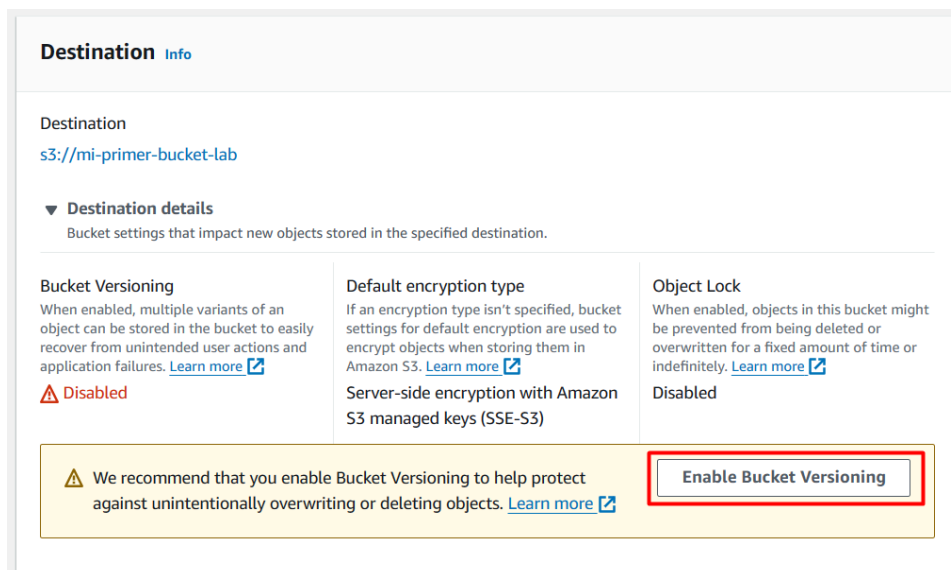 Destination Info
Destination
s3://mi-primer-bucket-lab
Destination details
Bucket settings that impact new objects stored in the specified destination.
Bucket Versioning
When enabled, multiple variants of an
object can be stored in the bucket to easily
recover from unintended user actions and
application failures. Learn more
Disabled
Default encryption type
If an encryption type isn't specified, bucket
settings for default encryption are used to
encrypt objects when storing them in
Amazon S3. Learn more
Server-side encryption with Amazon
S3 managed keys (SSE-S3)
Object Lock
When enabled, objects in this bucket might
be prevented from being deleted or
overwritten for a fixed amount of time or
indefinitely. Learn more
Disabled
We recommend that you enable Bucket Versioning to help protect
against unintentionally overwriting or deleting objects. Learn more
Enable Bucket Versioning